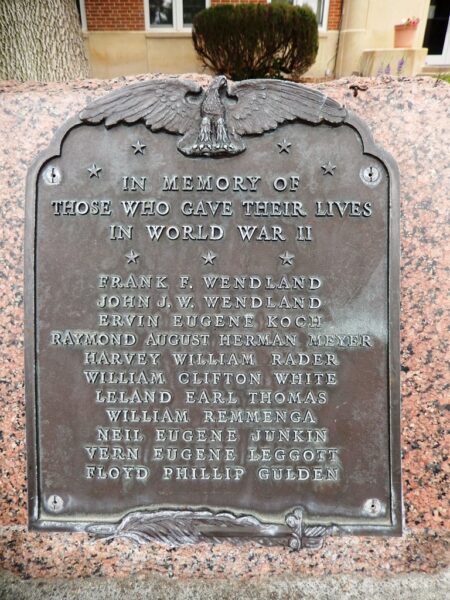 IN MEMORY OF
THOSE WHO GAVE THEIR LIVES
IN WORLD WAR II
FRANK F. WENDLAND
JOHN J. W. WENDLAND
ERVIN EUGENE KOCH
RAYMOND AUGUST HERMAN MEYER
HARVEY WILLIAM RADER
WILLIAM CLIFTON WHITE
LELAND EARL THOMAS
WILLIAM REMMENGA
NEIL EUGENE JUNKIN
VERN EUGENE LEGGOTT
FLOYD PHILLIP GULDEN